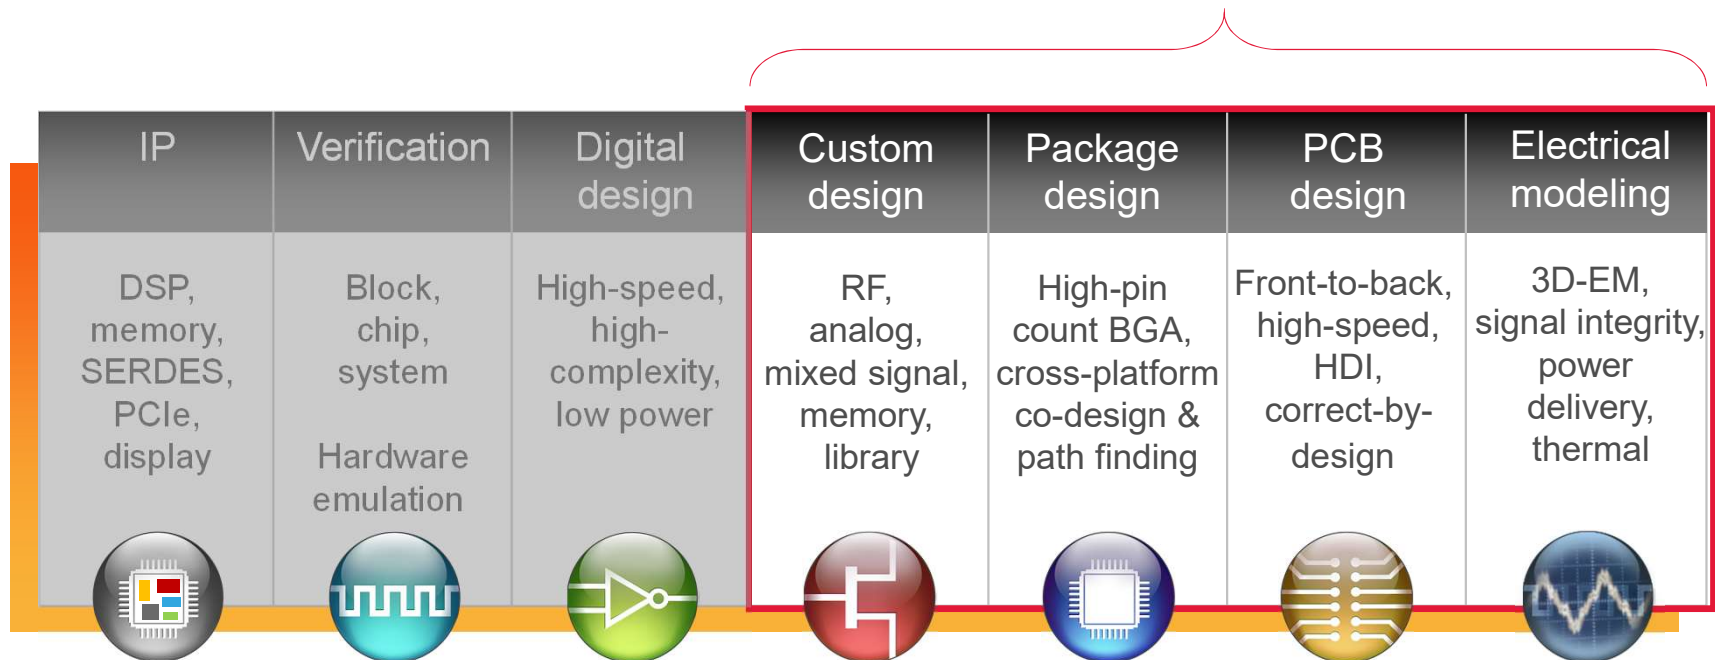 IP
DSP,
memory,
SERDES,
PCIe,
display
Verification
Block,
chip,
system
Hardware
emulation
Digital
design
High-speed,
high-
complexity,
low power
Custom
design
RF,
analog,
mixed signal,
memory,
library
Package
design
High-pin
count BGA,
cross-platform
co-design &
path finding
PCB
design
Front-to-back,
high-speed,
HDI,
correct-by-
design
Electrical
modeling
3D-EM,
signal integrity,
power
delivery,
thermal